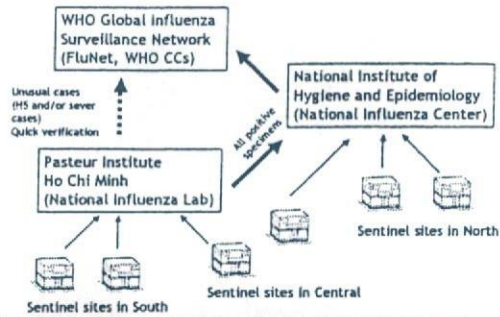 WHO Global Influenza
Surveillance Network
(FluNet, WHO CCs)
National Institute of
Hygiene and Epidemiology
(National Influenza Center)
Unusual cases
(H5 and/or sever
cases)
Quick verification
All positive
specimens
Pasteur Institute
Ho Chi Minh
(National Influenza Lab)
Sentinel sites in North
Sentinel sites in Central
Sentinel sites in South